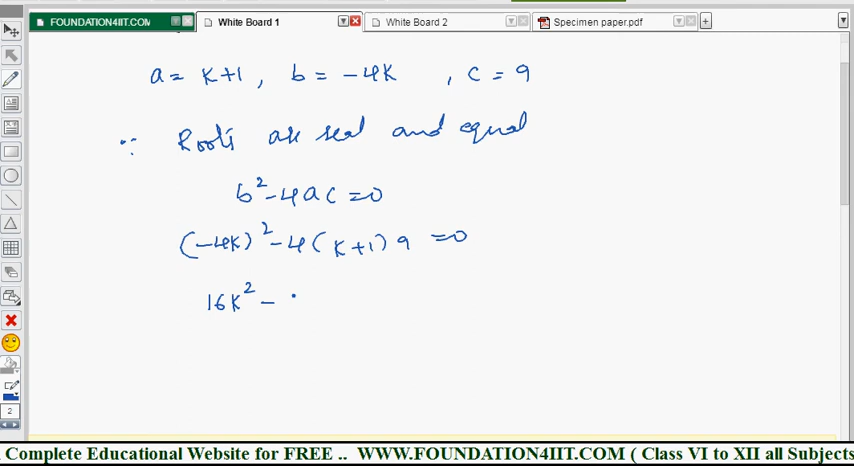 FOUNDATION4IIT.COM White Board 1 White Board 2 Specimen paper.pdf
a = K+1 , b = -4K , c = 9
∵ Roots are real and equal
b² - 4ac = 0
(-4K)² - 4(K+1)9 = 0
16K² -
2
Complete Educational Website for FREE .. WWW.FOUNDATION4IIT.COM ( Class VI to XII all Subjects